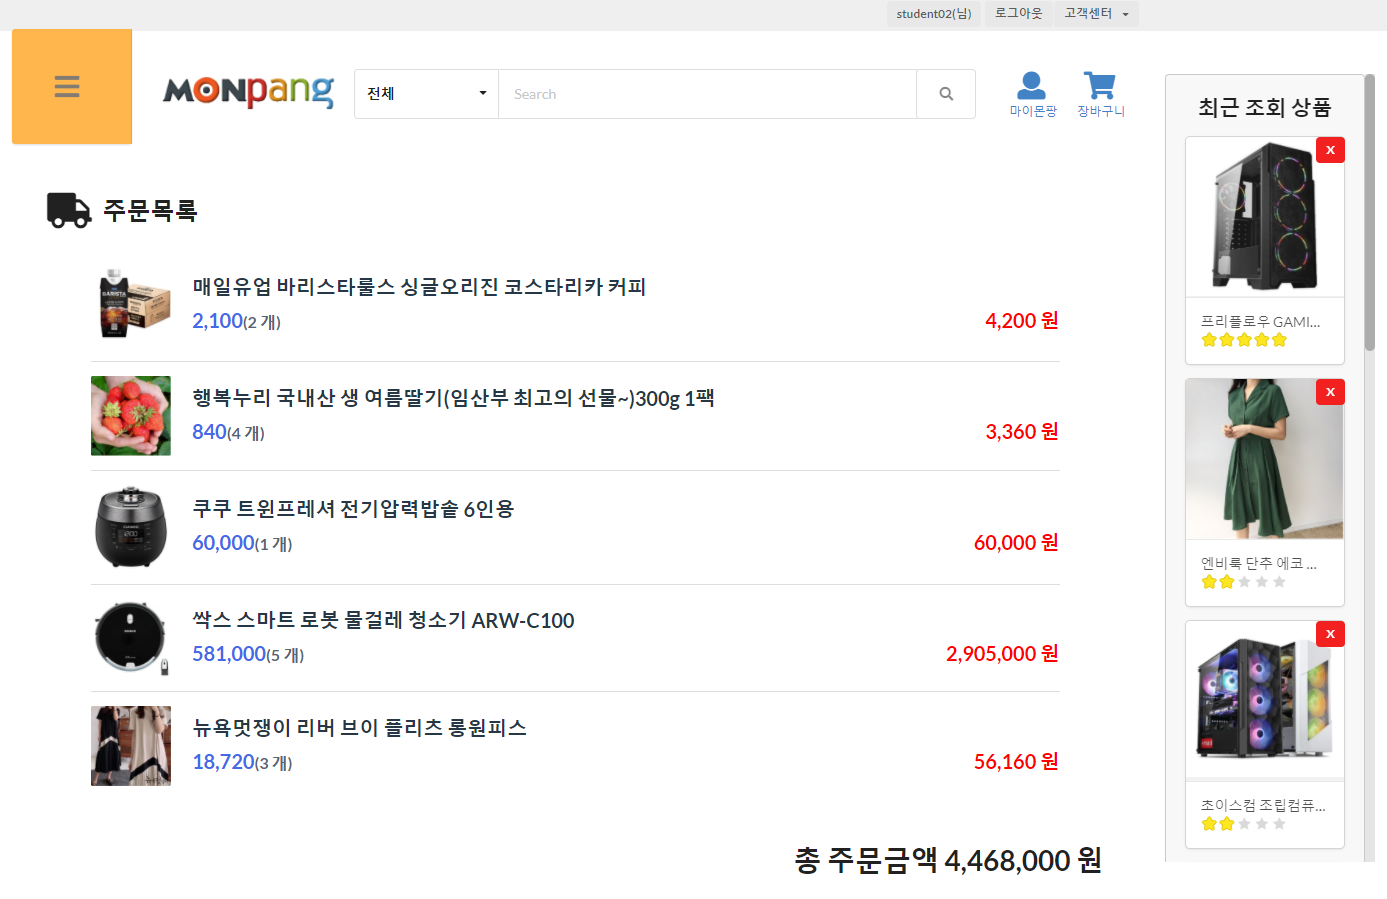 student02(님) 로그아웃 고객센터
MONpang
전체
Search
마이몬팡 장바구니
주문목록
매일유업 바리스타룰스 싱글오리진 코스타리카 커피
2,100(2 개)
4,200 원
행복누리 국내산 생 여름딸기(임산부 최고의 선물~)300g 1팩
840(4 개)
3,360 원
쿠쿠 트윈프레셔 전기압력밥솥 6인용
60,000(1 개)
60,000 원
싹스 스마트 로봇 물걸레 청소기 ARW-C100
581,000(5 개)
2,905,000 원
뉴욕멋쟁이 리버 브이 플리츠 롱원피스
18,720(3 개)
56,160 원
총 주문금액 4,468,000 원
최근 조회 상품
X
프리플로우 GAMI...
X
엔비룩 단추 에코 ...
X
초이스컴 조립컴퓨...